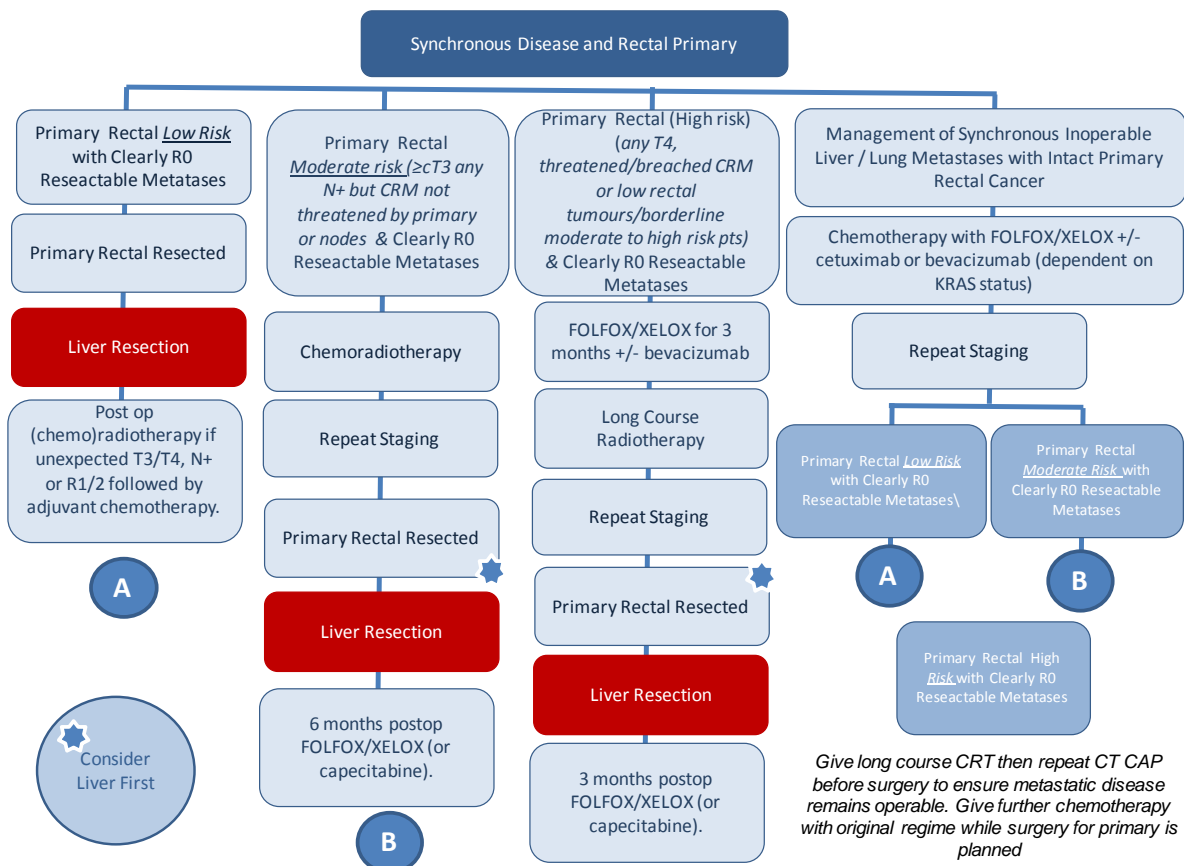 Synchronous Disease and Rectal Primary
Primary Rectal Low Risk
with Clearly R0
Reseactable Metatases
Primary Rectal Resected
Liver Resection
Post op
(chemo)radiotherapy if
unexpected T3/T4, N+
or R1/2 followed by
adjuvant chemotherapy.
A
Consider
Liver First
Primary Rectal
Moderate risk (≥cT3 any
N+ but CRM not
threatened by primary
or nodes & Clearly R0
Reseactable Metatases
Chemoradiotherapy
Repeat Staging
Primary Rectal Resected
Liver Resection
6 months postop
FOLFOX/XELOX (or
capecitabine).
B
Primary Rectal (High risk)
(any T4,
threatened/breached CRM
or low rectal
tumours/borderline
moderate to high risk pts)
& Clearly R0 Reseactable
Metatases
FOLFOX/XELOX for 3
months +/- bevacizumab
Long Course
Radiotherapy
Repeat Staging
Primary Rectal Resected
Liver Resection
3 months postop
FOLFOX/XELOX (or
capecitabine).
Management of Synchronous Inoperable
Liver / Lung Metastases with Intact Primary
Rectal Cancer
Chemotherapy with FOLFOX/XELOX +/-
cetuximab or bevacizumab (dependent on
KRAS status)
Repeat Staging
Primary Rectal Low Risk
with Clearly R0
Reseactable Metatases\
A
Primary Rectal
Moderate Risk with
Clearly R0 Reseactable
Metatases
B
Primary Rectal High
Risk with Clearly R0
Reseactable Metatases
Give long course CRT then repeat CT CAP
before surgery to ensure metastatic disease
remains operable. Give further chemotherapy
with original regime while surgery for primary is
planned